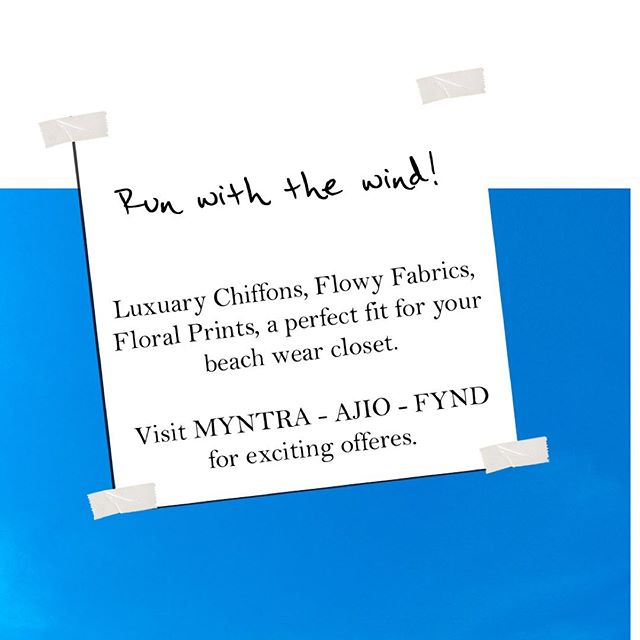 Run with the wind!
Luxuary Chiffons, Flowy Fabrics,
Floral Prints, a perfect fit for your
beach wear closet.
Visit MYNTRA - AJIO - FYND
for exciting offeres.